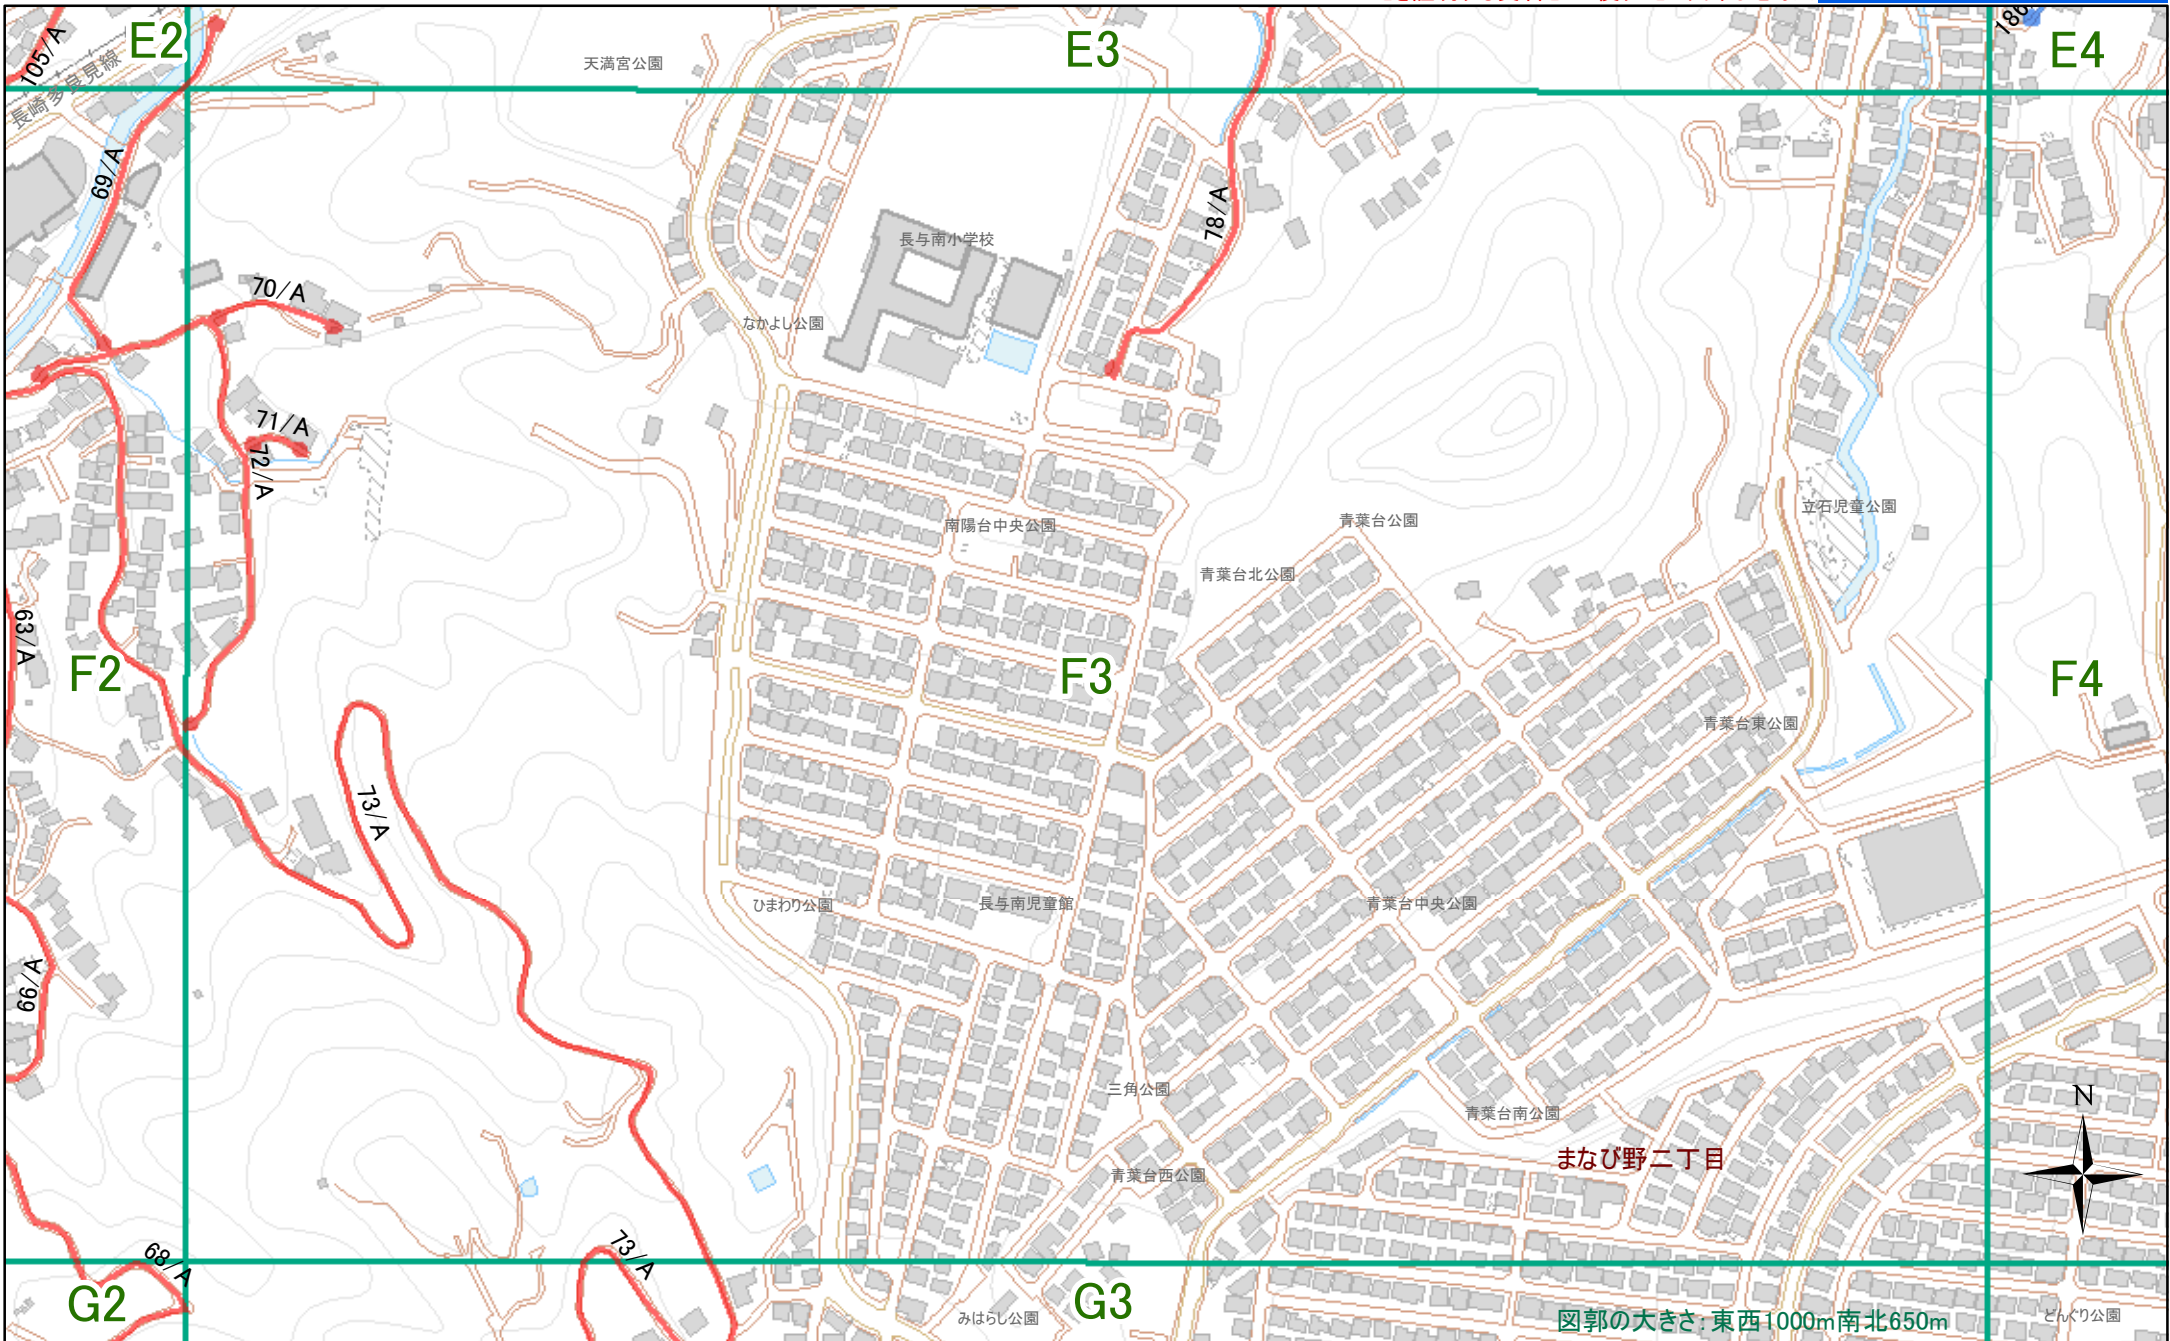 E2
E3
E4
105/A
長崎多良見線
天満宮公園
186
69/A
78/A
長与南小学校
70/A
なかよし公園
71/A
72/A
南陽台中央公園
青葉台公園
立石児童公園
青葉台北公園
63/A
F2
F3
F4
青葉台東公園
73/A
ひまわり公園
長与南児童館
青葉台中央公園
66/A
三角公園
青葉台南公園
N
まなび野二丁目
青葉台西公園
68/A
73/A
G2
G3
みはらし公園
図郭の大きさ：東西1000m南北650m
どんぐり公園